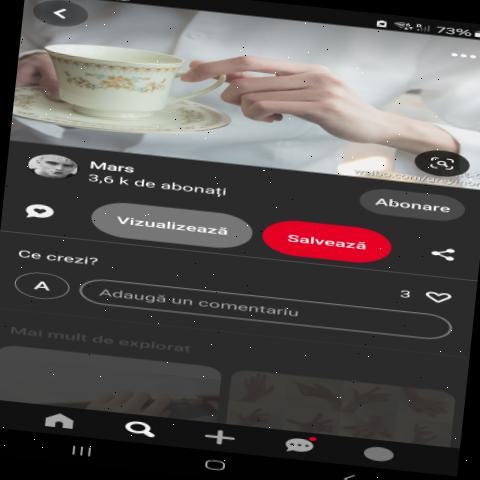 73%
Mars
3,6 k de abonați
Abonare
Vizualizează
Salvează
Ce crezi?
3
A
Adaugă un comentariu
Mai mult de explorat